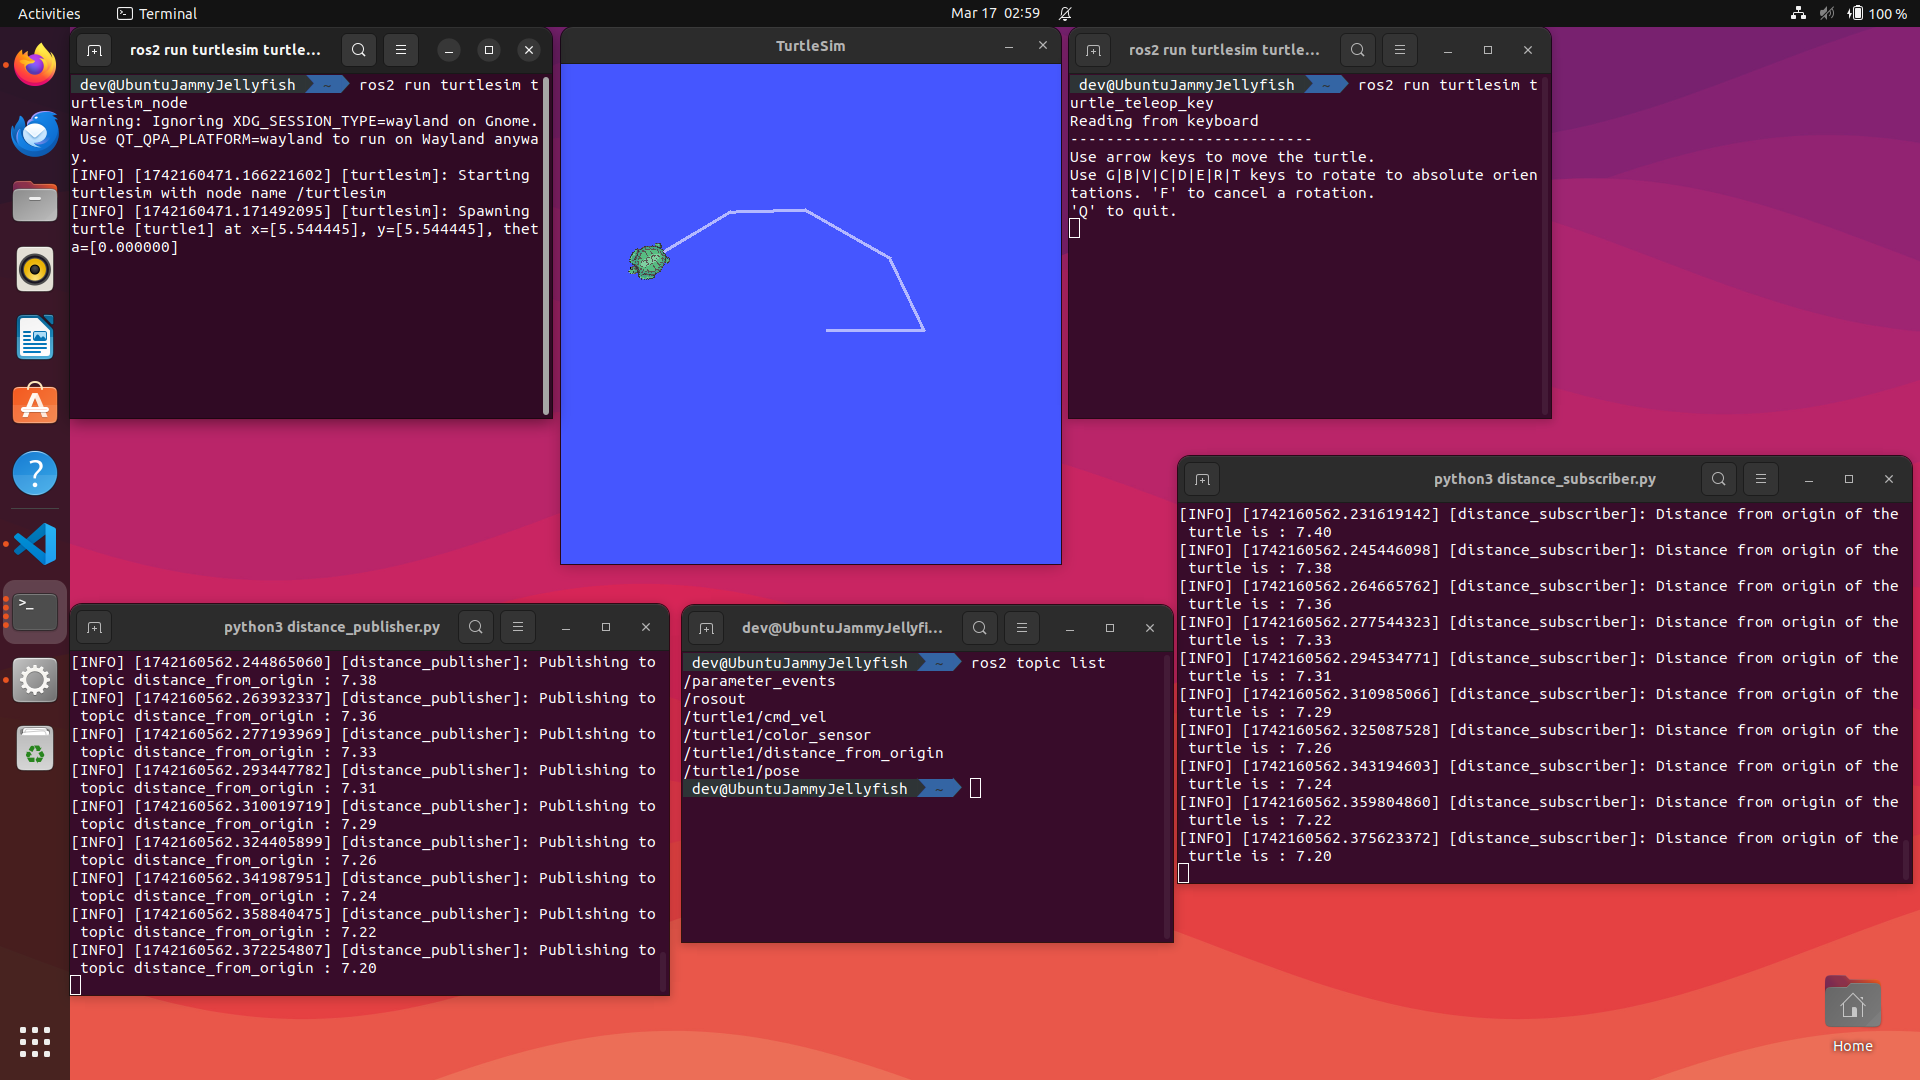 Activities
Terminal
Mar 17 02:59
100 %
ros2 run turtlesim turtle...
dev@UbuntuJammyJellyfish ~ ros2 run turtlesim t
urtlesim_node
Warning: Ignoring XDG_SESSION_TYPE=wayland on Gnome.
Use QT_QPA_PLATFORM=wayland to run on Wayland anywa
y.
[INFO] [1742160471.166221602] [turtlesim]: Starting
turtlesim with node name /turtlesim
[INFO] [1742160471.171492095] [turtlesim]: Spawning
turtle [turtle1] at x=[5.544445], y=[5.544445], thet
a=[0.000000]
TurtleSim
ros2 run turtlesim turtle...
dev@UbuntuJammyJellyfish ~ ros2 run turtlesim t
urtle_teleop_key
Reading from keyboard
---------------------------
Use arrow keys to move the turtle.
Use G|B|V|C|D|E|R|T keys to rotate to absolute orien
tations. 'F' to cancel a rotation.
'Q' to quit.
python3 distance_publisher.py
[INFO] [1742160562.244865060] [distance_publisher]: Publishing to
topic distance_from_origin : 7.38
[INFO] [1742160562.263932337] [distance_publisher]: Publishing to
topic distance_from_origin : 7.36
[INFO] [1742160562.277193969] [distance_publisher]: Publishing to
topic distance_from_origin : 7.33
[INFO] [1742160562.293447782] [distance_publisher]: Publishing to
topic distance_from_origin : 7.31
[INFO] [1742160562.310019719] [distance_publisher]: Publishing to
topic distance_from_origin : 7.29
[INFO] [1742160562.324405899] [distance_publisher]: Publishing to
topic distance_from_origin : 7.26
[INFO] [1742160562.341987951] [distance_publisher]: Publishing to
topic distance_from_origin : 7.24
[INFO] [1742160562.358840475] [distance_publisher]: Publishing to
topic distance_from_origin : 7.22
[INFO] [1742160562.372254807] [distance_publisher]: Publishing to
topic distance_from_origin : 7.20
dev@UbuntuJammyJellyfi...
dev@UbuntuJammyJellyfish ~ ros2 topic list
/parameter_events
/rosout
/turtle1/cmd_vel
/turtle1/color_sensor
/turtle1/distance_from_origin
/turtle1/pose
dev@UbuntuJammyJellyfish ~
python3 distance_subscriber.py
[INFO] [1742160562.231619142] [distance_subscriber]: Distance from origin of the
turtle is : 7.40
[INFO] [1742160562.245446098] [distance_subscriber]: Distance from origin of the
turtle is : 7.38
[INFO] [1742160562.264665762] [distance_subscriber]: Distance from origin of the
turtle is : 7.36
[INFO] [1742160562.277544323] [distance_subscriber]: Distance from origin of the
turtle is : 7.33
[INFO] [1742160562.294534771] [distance_subscriber]: Distance from origin of the
turtle is : 7.31
[INFO] [1742160562.310985066] [distance_subscriber]: Distance from origin of the
turtle is : 7.29
[INFO] [1742160562.325087528] [distance_subscriber]: Distance from origin of the
turtle is : 7.26
[INFO] [1742160562.343194603] [distance_subscriber]: Distance from origin of the
turtle is : 7.24
[INFO] [1742160562.359804860] [distance_subscriber]: Distance from origin of the
turtle is : 7.22
[INFO] [1742160562.375623372] [distance_subscriber]: Distance from origin of the
turtle is : 7.20
Home